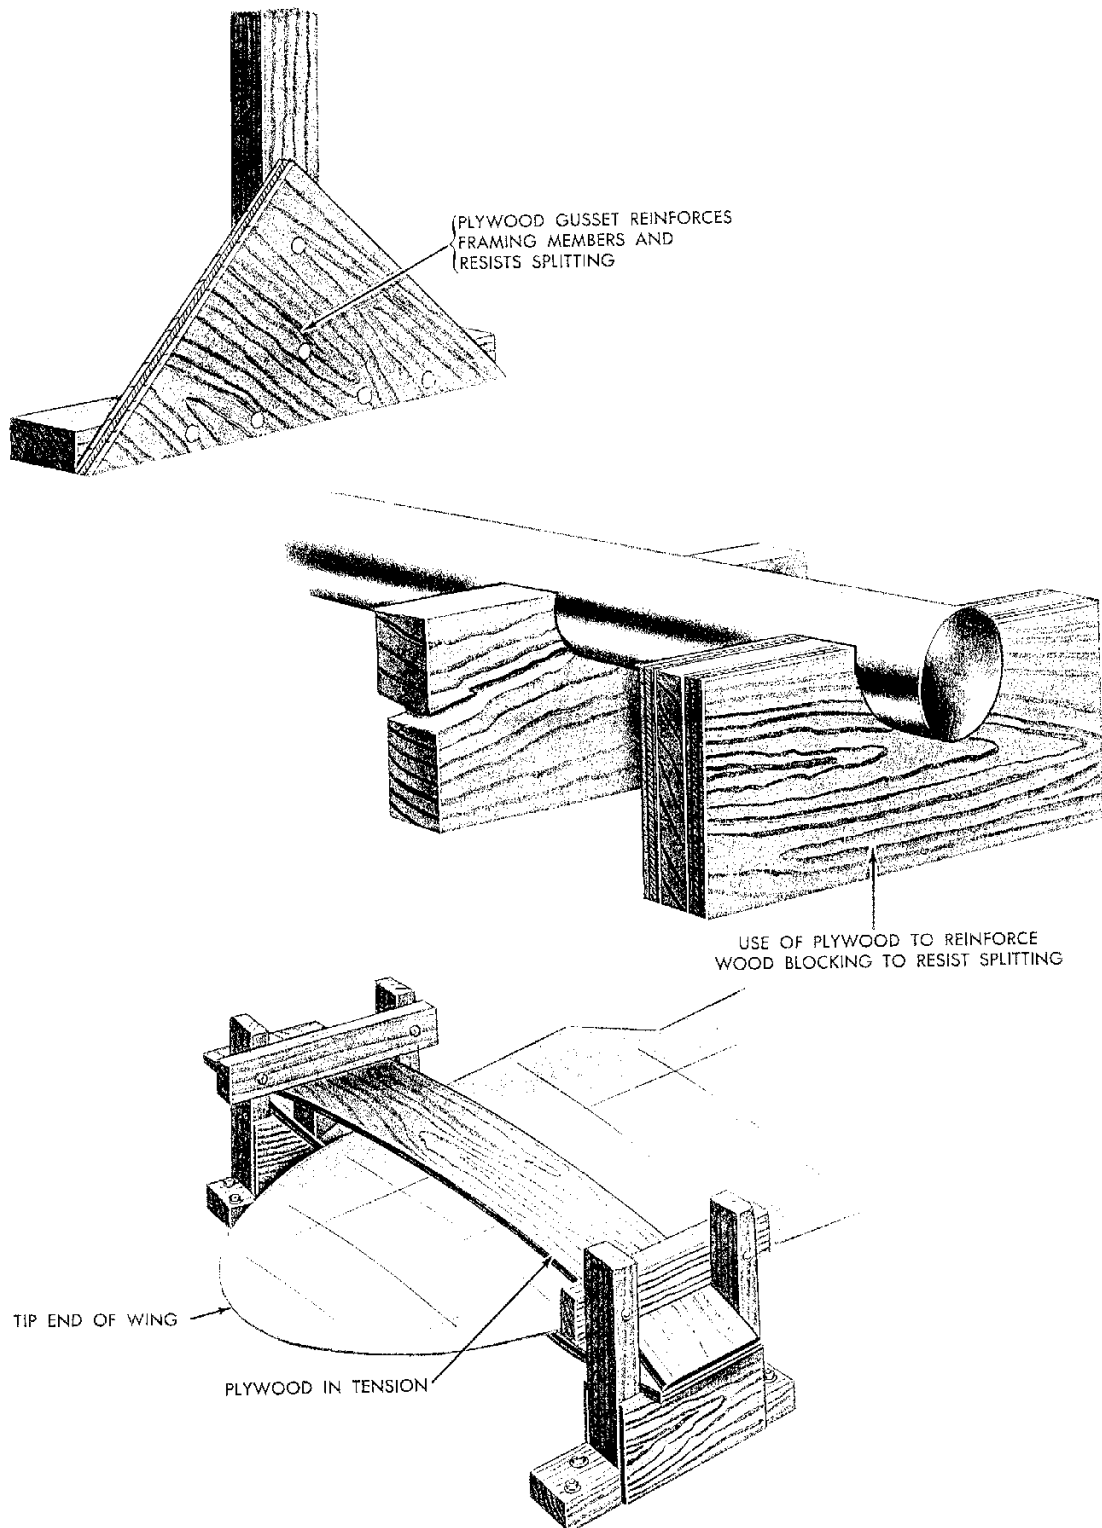 PLYWOOD GUSSET REINFORCES
FRAMING MEMBERS AND
RESISTS SPLITTING
USE OF PLYWOOD TO REINFORCE
WOOD BLOCKING TO RESIST SPLITTING
TIP END OF WING
PLYWOOD IN TENSION